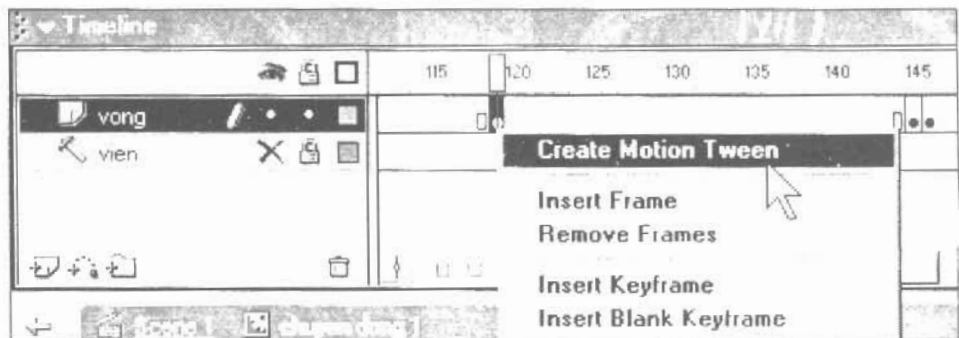 Timeline
115 120 125 130 135 140 145
vong
vien
Create Motion Tween
Insert Frame
Remove Frames
Insert Keyframe
Insert Blank Keyframe